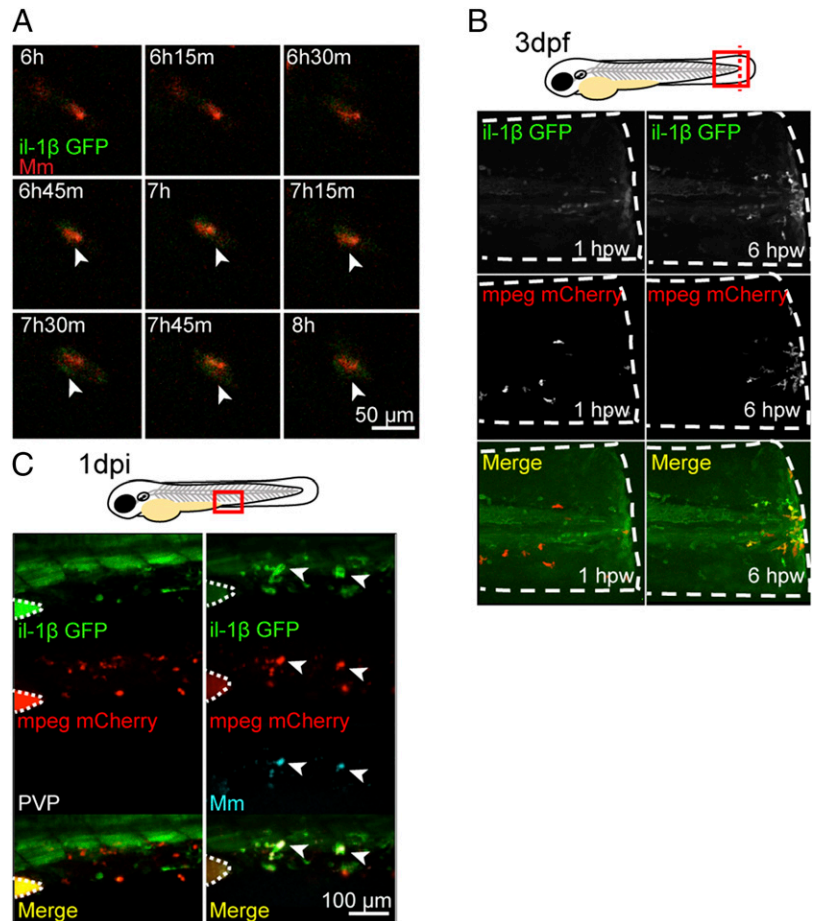 A
6h
6h15m
6h30m
il-1β GFP
Mm
6h45m
7h
7h15m
7h30m
7h45m
8h
50 µm
B
3dpf
il-1β GFP
il-1β GFP
1 hpw
6 hpw
mpeg mCherry
mpeg mCherry
1 hpw
6 hpw
Merge
Merge
1 hpw
6 hpw
C
1dpi
il-1β GFP
il-1β GFP
mpeg mCherry
mpeg mCherry
PVP
Mm
Merge
100 µm
Merge